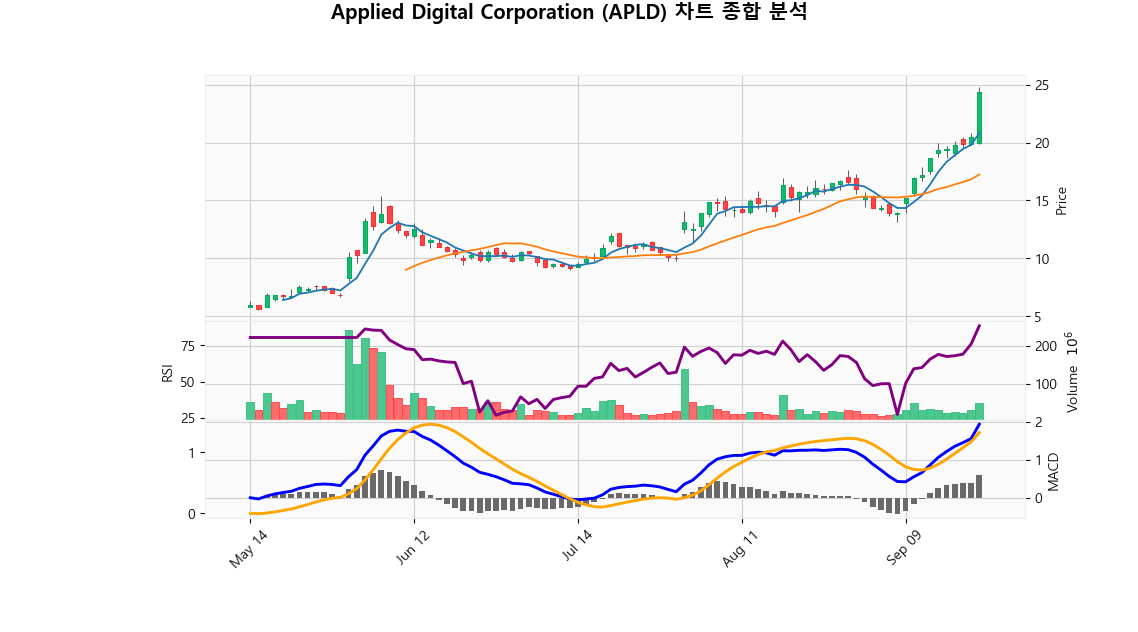 Applied Digital Corporation (APLD) 차트 종합 분석
25
20
15
10
5
Price
RSI
75
50
25
200
100
Volume 10^6
1
0
2
1
0
MACD
May 14
Jun 12
Jul 14
Aug 11
Sep 09